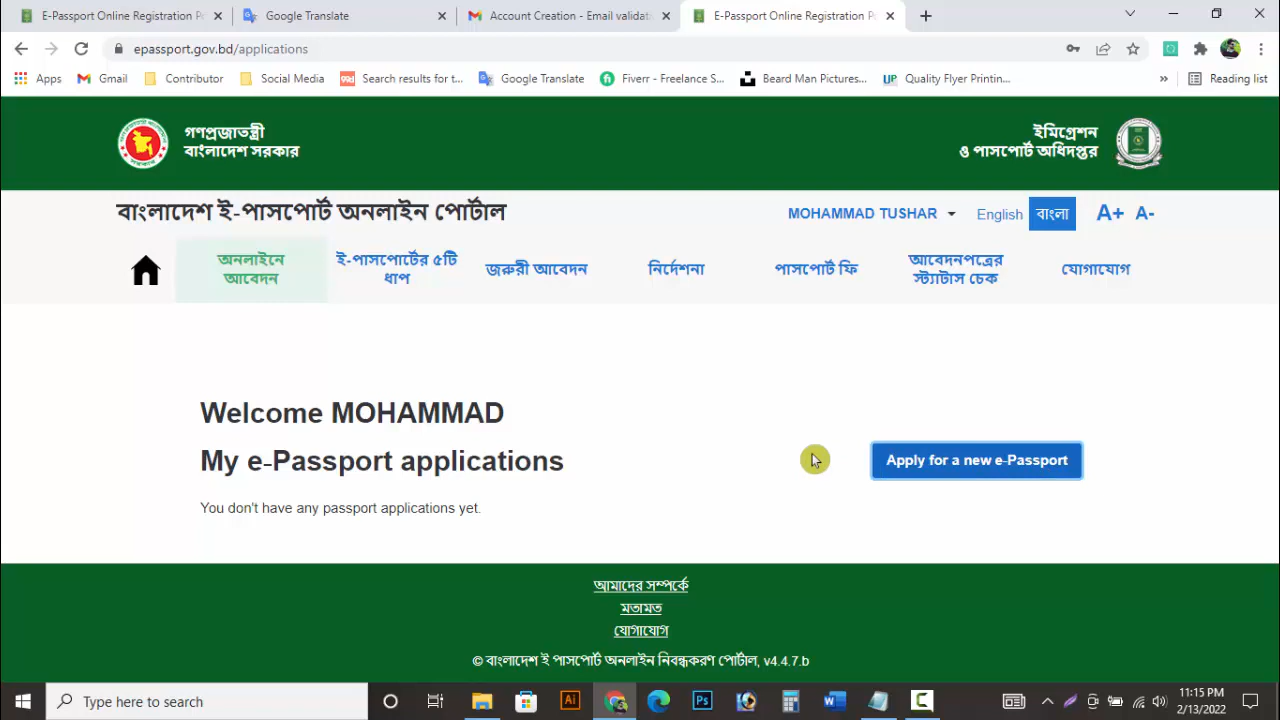 E-Passport Online Registration P
Google Translate
Account Creation - Email validat
E-Passport Online Registration P
epassport.gov.bd/applications
Apps
Gmail
Contributor
Social Media
99d
Search results for t...
Google Translate
Fiverr - Freelance S...
Beard Man Pictures...
UP
Quality Flyer Printin...
»
Reading list
গণপ্রজাতন্ত্রী
বাংলাদেশ সরকার
ইমিগ্রেশন
ও পাসপোর্ট অধিদপ্তর
বাংলাদেশ ই-পাসপোর্ট অনলাইন পোর্টাল
MOHAMMAD TUSHAR
English
বাংলা
A+
A-
অনলাইনে
আবেদন
ই-পাসপোর্টের ৫টি
ধাপ
জরুরী আবেদন
নির্দেশনা
পাসপোর্ট ফি
আবেদনপত্রের
স্ট্যাটাস চেক
যোগাযোগ
Welcome MOHAMMAD
My e-Passport applications
Apply for a new e-Passport
You don't have any passport applications yet.
আমাদের সম্পর্কে
মতামত
যোগাযোগ
© বাংলাদেশ ই পাসপোর্ট অনলাইন নিবন্ধকরণ পোর্টাল, v4.4.7.b
Type here to search
Ai
Ps
W
C
11:15 PM
2/13/2022